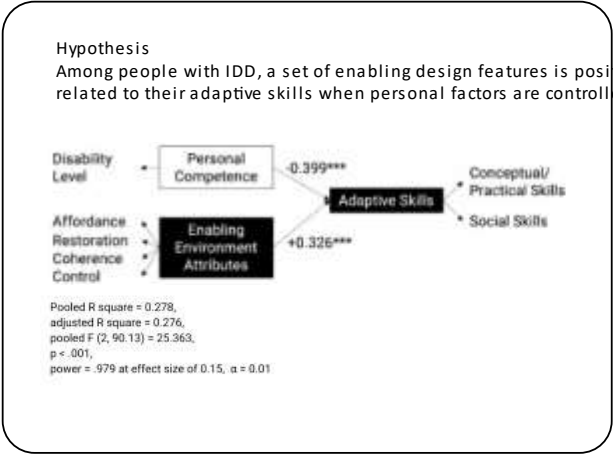 Hypothesis
Among people with IDD, a set of enabling design features is posi
related to their adaptive skills when personal factors are controll
Disability
Level
Personal
Competence
-0.399***
Conceptual/
Practical Skills
Adaptive Skills
Social Skills
Affordance
Restoration
Coherence
Control
Enabling
Environment
Attributes
+0.326***
Pooled R square = 0.278,
adjusted R square = 0.276,
pooled F (2, 90.13) = 25.363,
p < .001,
power = .979 at effect size of 0.15, α = 0.01